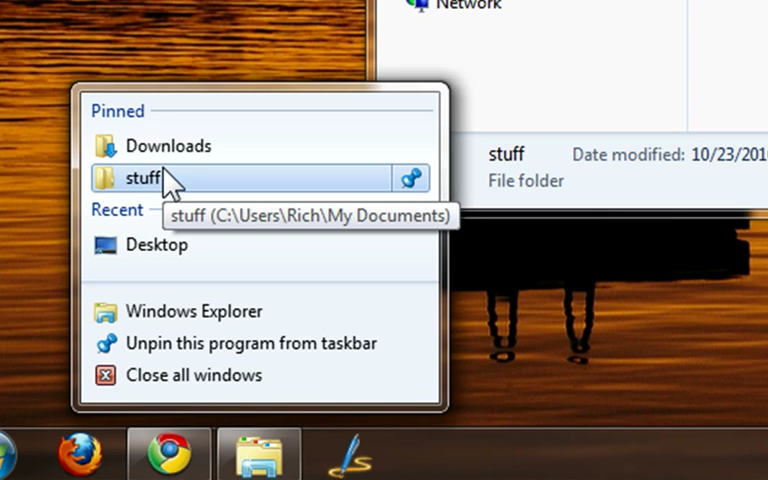 Network
Pinned
Downloads
stuff
stuff (C:\Users\Rich\My Documents)
Recent
Desktop
Windows Explorer
Unpin this program from taskbar
Close all windows
stuff Date modified: 10/23/201
File folder